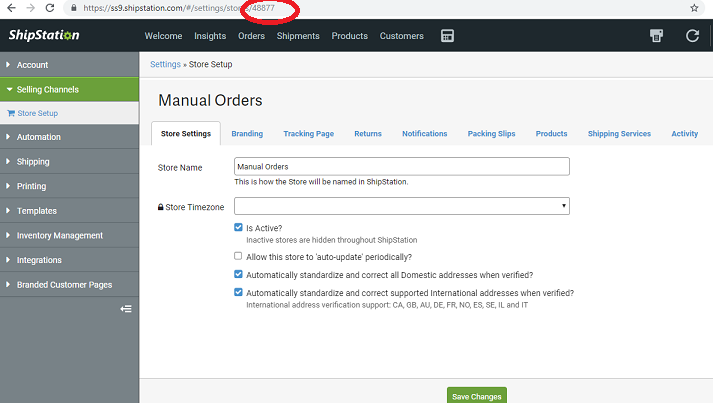 https://ss9.shipstation.com/#/settings/stores/48877
ShipStation
Welcome Insights Orders Shipments Products Customers
Account
Selling Channels
Store Setup
Automation
Shipping
Printing
Templates
Inventory Management
Integrations
Branded Customer Pages
Settings » Store Setup
Manual Orders
Store Settings Branding Tracking Page Returns Notifications Packing Slips Products Shipping Services Activity
Store Name Manual Orders
This is how the Store will be named in ShipStation.
Store Timezone
Is Active?
Inactive stores are hidden throughout ShipStation
Allow this store to 'auto-update' periodically?
Automatically standardize and correct all Domestic addresses when verified?
Automatically standardize and correct supported International addresses when verified?
International address verification support: CA, GB, AU, DE, FR, NO, ES, SE, IL and IT
Save Changes